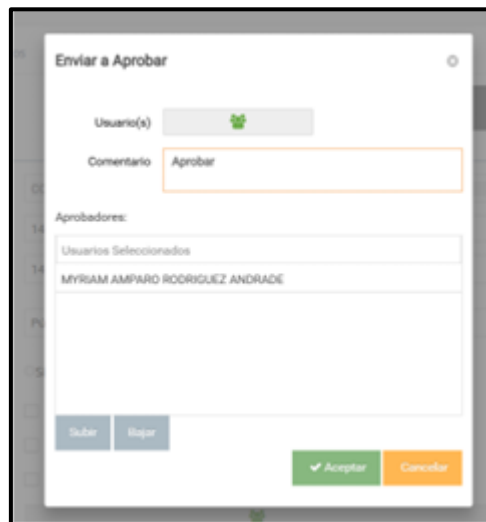 Enviar a Aprobar
Usuario(s)
Comentario Aprobar
Aprobadores:
Usuarios Seleccionados
MYRIAM AMPARO RODRIGUEZ ANDRADE
Subir Bajar
Aceptar Cancelar